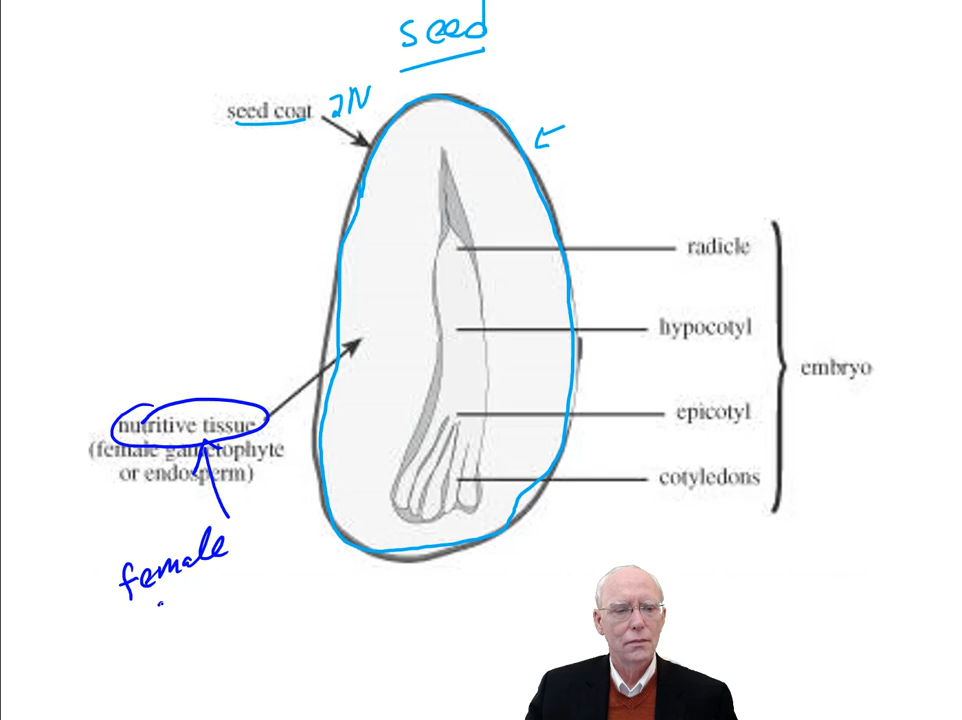 seed
seed coat 2N
radicle
hypocotyl
embryo
epicotyl
nutritive tissue
(female gametophyte
or endosperm)
cotyledons
female